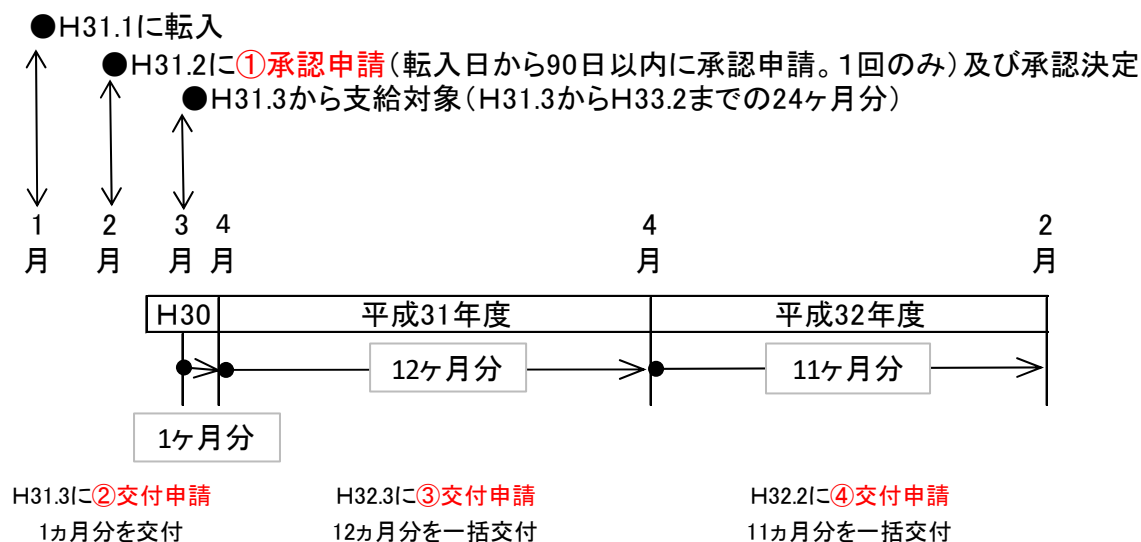 ●H31.1に転入
●H31.2に①承認申請(転入日から90日以内に承認申請。1回のみ)及び承認決定
●H31.3から支給対象(H31.3からH33.2までの24ヶ月分)
1月 2月 3月 4月 4月 2月
H30 平成31年度 平成32年度
12ヶ月分 11ヶ月分
1ヶ月分
H31.3に②交付申請 H32.3に③交付申請 H32.2に④交付申請
1ヵ月分を交付 12ヵ月分を一括交付 11ヵ月分を一括交付